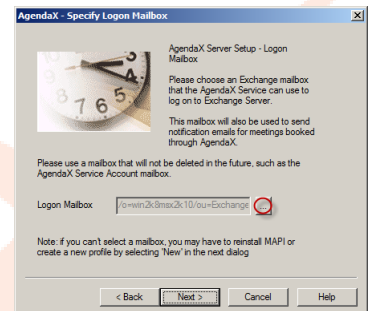 AgendaX - Specify Logon Mailbox
AgendaX Server Setup - Logon
Mailbox
Please choose an Exchange mailbox
that the AgendaX Service can use to
log on to Exchange Server.
This mailbox will also be used to send
notification emails for meetings booked
through AgendaX.
Please use a mailbox that will not be deleted in the future, such as the
AgendaX Service Account mailbox.
Logon Mailbox /o=win2k8msx2k10/ou=Exchange ...
Note: if you can't select a mailbox, you may have to reinstall MAPI or
create a new profile by selecting 'New' in the next dialog
< Back Next > Cancel Help